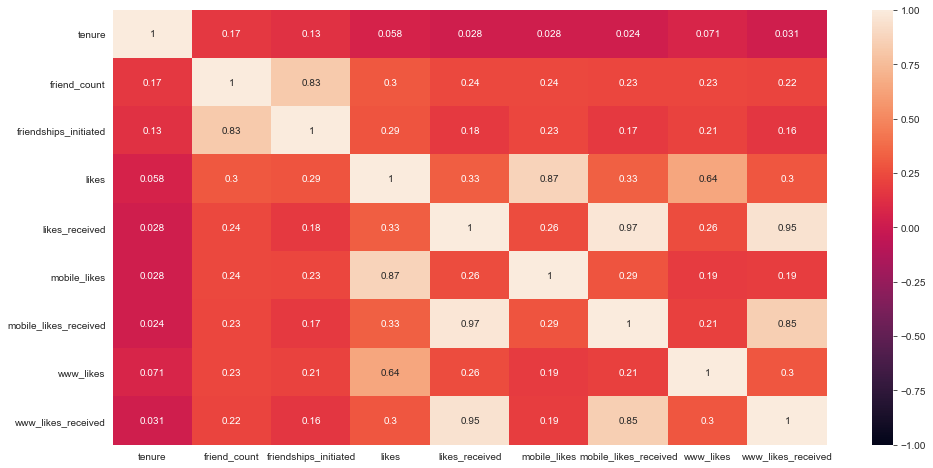 tenure 1 0.17 0.13 0.058 0.028 0.028 0.024 0.071 0.031
friend_count 0.17 1 0.83 0.3 0.24 0.24 0.23 0.23 0.22
friendships_initiated 0.13 0.83 1 0.29 0.18 0.23 0.17 0.21 0.16
likes 0.058 0.3 0.29 1 0.33 0.87 0.33 0.64 0.3
likes_received 0.028 0.24 0.18 0.33 1 0.26 0.97 0.26 0.95
mobile_likes 0.028 0.24 0.23 0.87 0.26 1 0.29 0.19 0.19
mobile_likes_received 0.024 0.23 0.17 0.33 0.97 0.29 1 0.21 0.85
www_likes 0.071 0.23 0.21 0.64 0.26 0.19 0.21 1 0.3
www_likes_received 0.031 0.22 0.16 0.3 0.95 0.19 0.85 0.3 1
tenure friend_count friendships_initiated likes likes_received mobile_likes mobile_likes_received www_likes www_likes_received
1.00
0.75
0.50
0.25
0.00
−0.25
−0.50
−0.75
−1.00